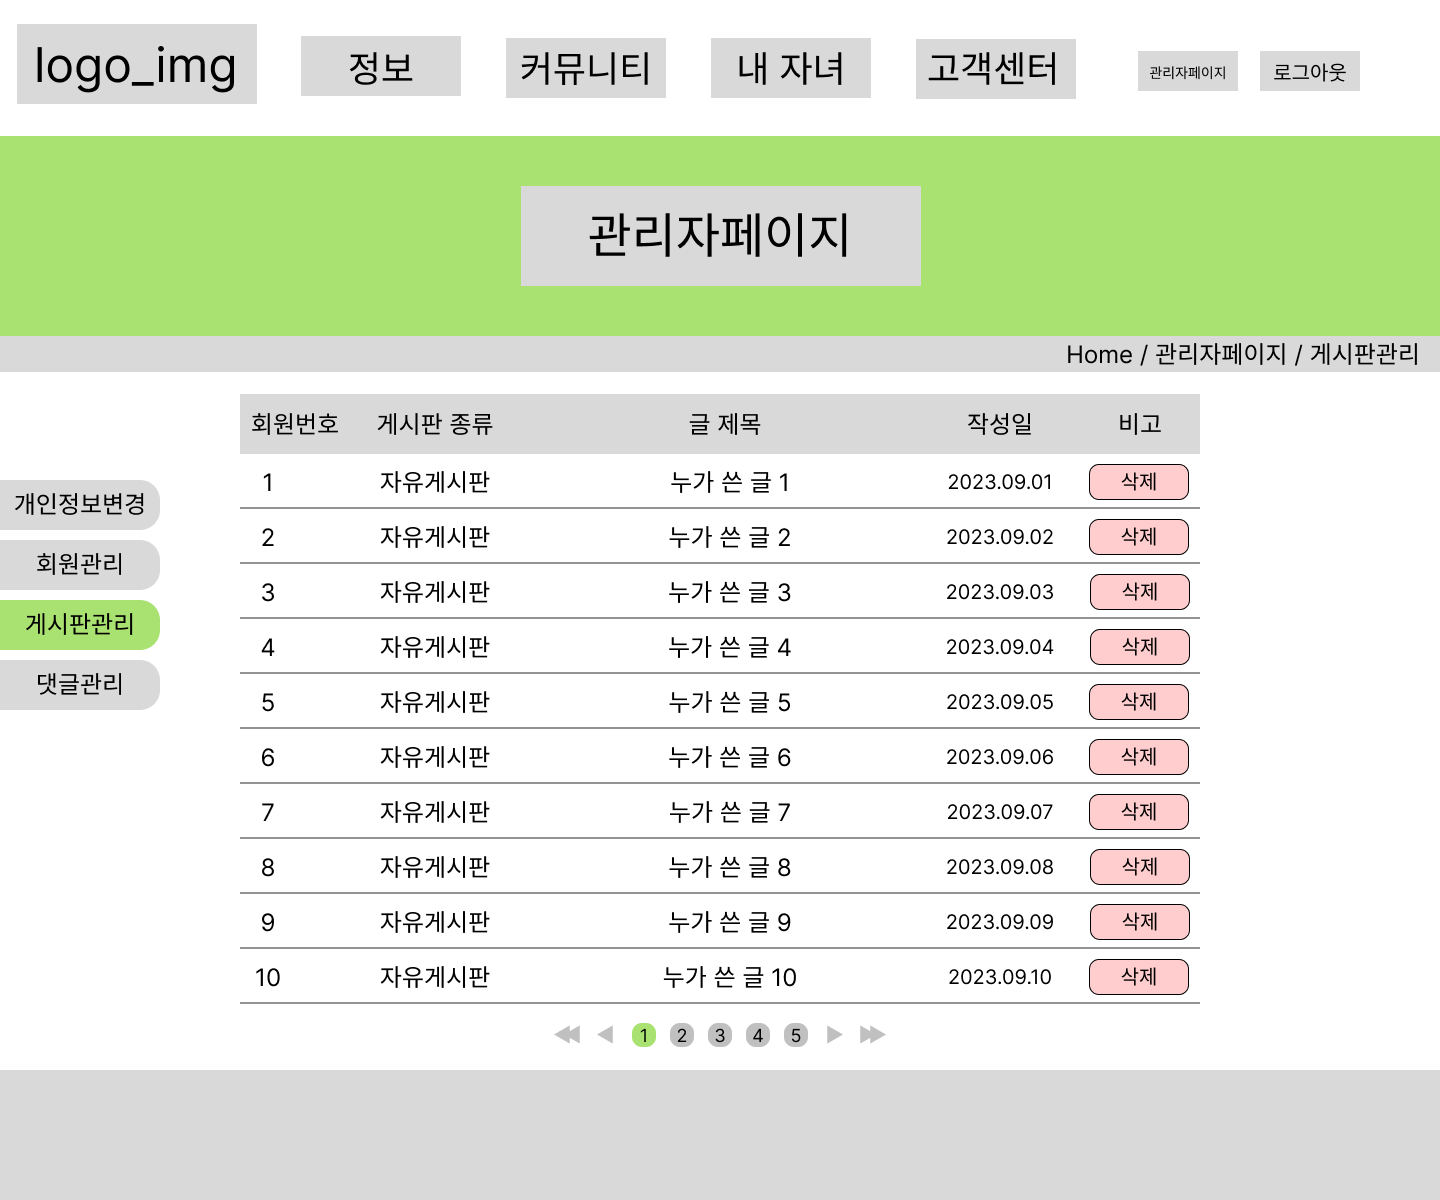 logo_img 정보 커뮤니티 내 자녀 고객센터 관리자페이지 로그아웃
관리자페이지
Home / 관리자페이지 / 게시판관리
개인정보변경
회원관리
게시판관리
댓글관리
회원번호 게시판 종류 글 제목 작성일 비고
1 자유게시판 누가 쓴 글 1 2023.09.01 삭제
2 자유게시판 누가 쓴 글 2 2023.09.02 삭제
3 자유게시판 누가 쓴 글 3 2023.09.03 삭제
4 자유게시판 누가 쓴 글 4 2023.09.04 삭제
5 자유게시판 누가 쓴 글 5 2023.09.05 삭제
6 자유게시판 누가 쓴 글 6 2023.09.06 삭제
7 자유게시판 누가 쓴 글 7 2023.09.07 삭제
8 자유게시판 누가 쓴 글 8 2023.09.08 삭제
9 자유게시판 누가 쓴 글 9 2023.09.09 삭제
10 자유게시판 누가 쓴 글 10 2023.09.10 삭제
1 2 3 4 5